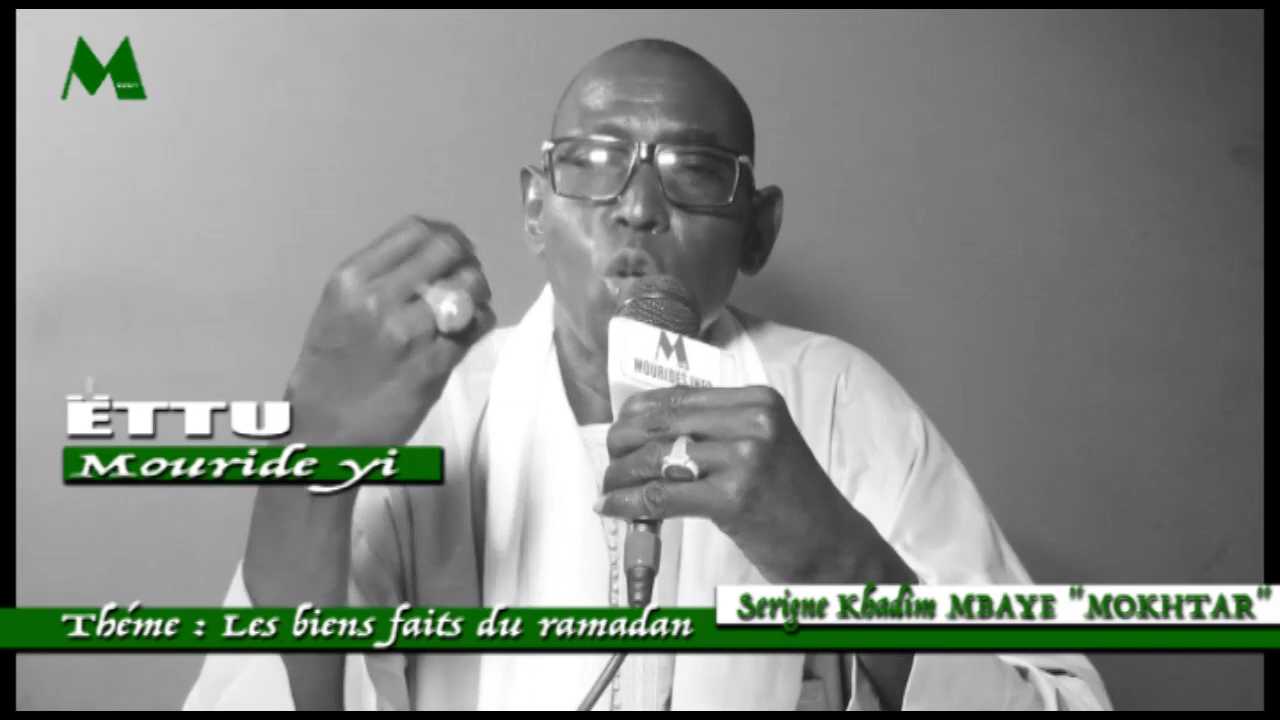 M
M
MOURIDES.INFO
ËTTU
Mouride yi
Théme : Les biens faits du ramadan
Serigne Khadim MBAYE "MOKHTAR"